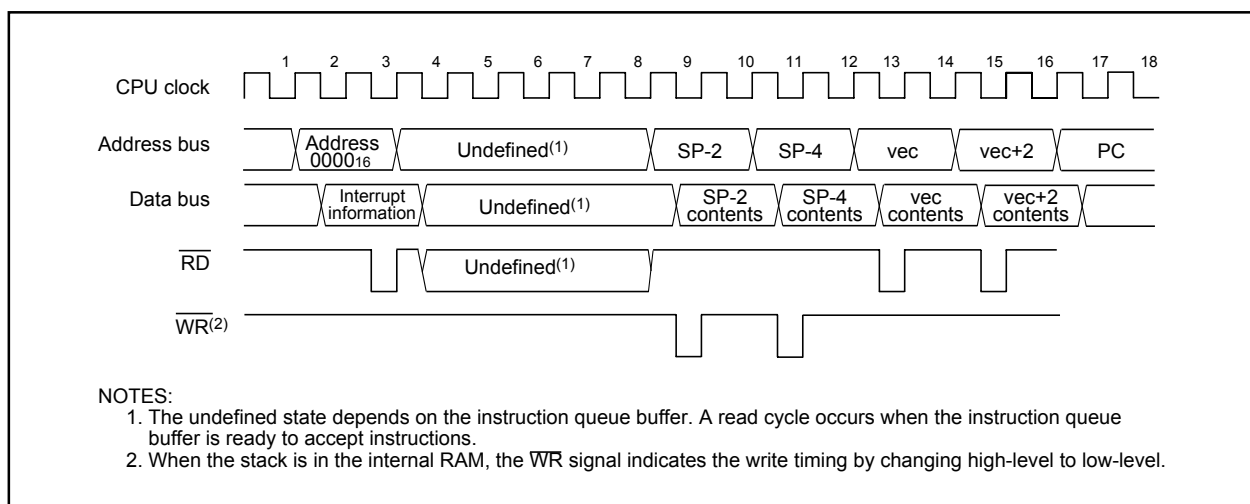 1 2 3 4 5 6 7 8 9 10 11 12 13 14 15 16 17 18
CPU clock
Address bus
Address
0000₁₆
Undefined(1)
SP-2
SP-4
vec
vec+2
PC
Data bus
Interrupt
information
Undefined(1)
SP-2
contents
SP-4
contents
vec
contents
vec+2
contents
RD
Undefined(1)
WR(2)
NOTES:
1. The undefined state depends on the instruction queue buffer. A read cycle occurs when the instruction queue
buffer is ready to accept instructions.
2. When the stack is in the internal RAM, the WR signal indicates the write timing by changing high-level to low-level.